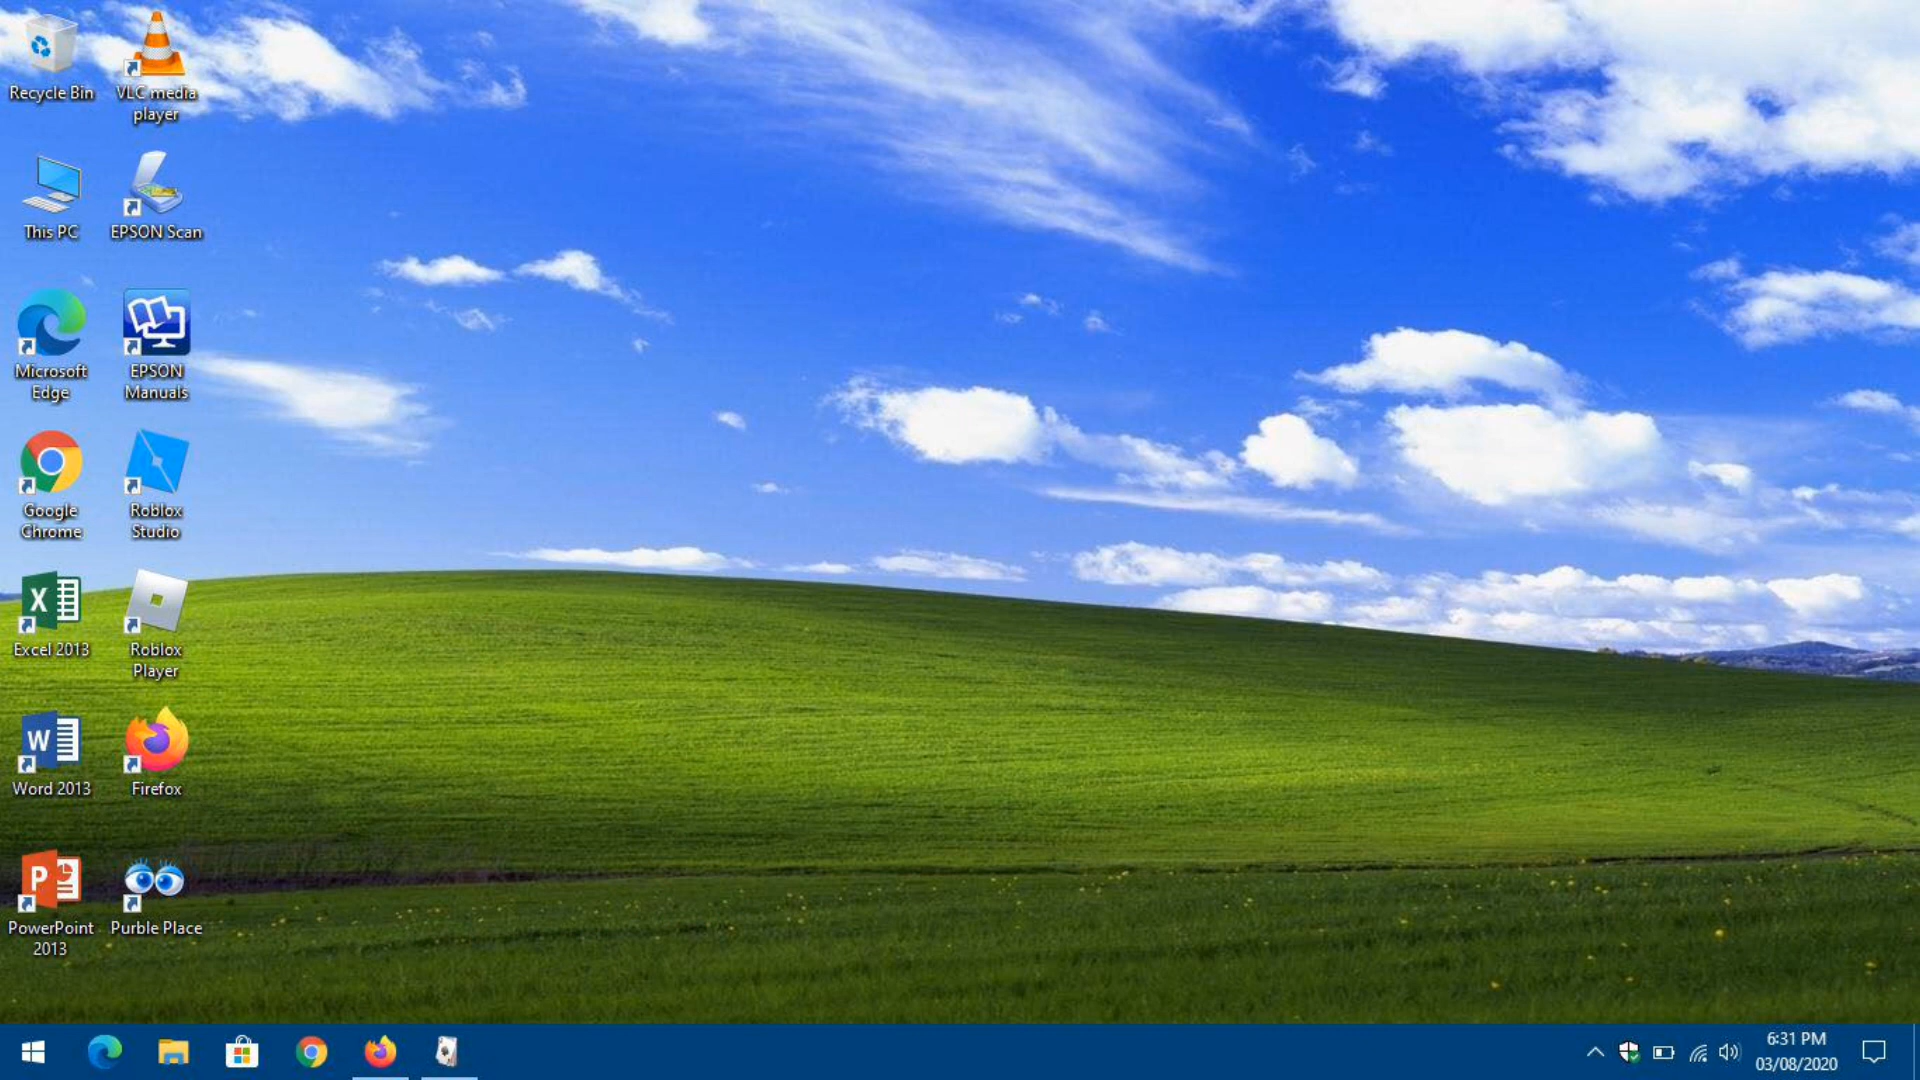 Recycle Bin
VLC media
player
This PC
EPSON Scan
Microsoft
Edge
EPSON
Manuals
Google
Chrome
Roblox
Studio
X
Excel 2013
Roblox
Player
W
Word 2013
Firefox
P
PowerPoint
2013
Purble Place
6:31 PM
03/08/2020